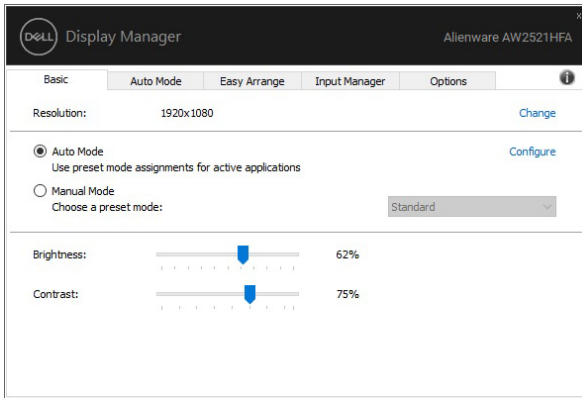 DELL Display Manager Alienware AW2521HFA
Basic Auto Mode Easy Arrange Input Manager Options
Resolution: 1920x1080 Change
Auto Mode Configure
Use preset mode assignments for active applications
Manual Mode
Choose a preset mode: Standard
Brightness: 62%
Contrast: 75%